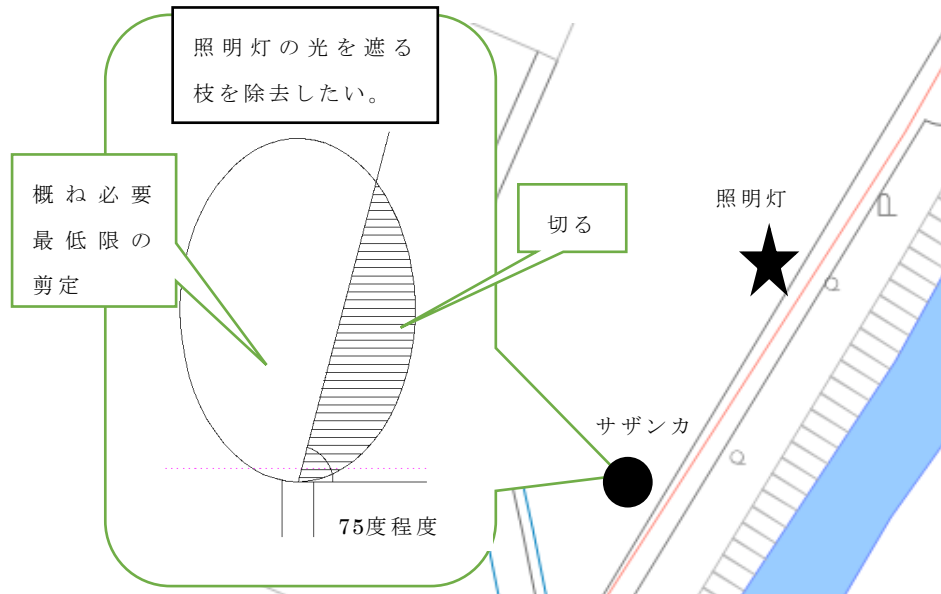 照明灯の光を遮る
枝を除去したい。
概ね必要
最低限の
剪定
切る
照明灯
サザンカ
75度程度